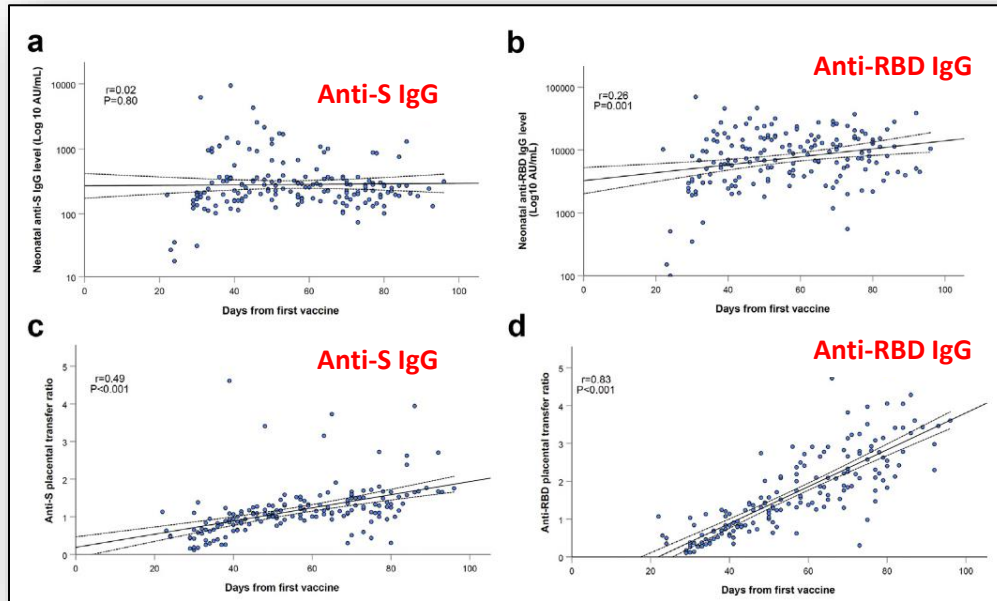 a
Anti-S IgG
r=0.02
P=0.80
Neonatal anti-S IgG level (Log 10 AU/mL)
10000
1000
100
10
0
20
40
60
80
100
Days from first vaccine
b
Anti-RBD IgG
r=0.26
P=0.001
Neonatal anti-RBD IgG level
(Log10 AU/mL)
100000
10000
1000
100
0
20
40
60
80
100
Days from first vaccine
c
Anti-S IgG
r=0.49
P<0.001
Anti-S placental transfer ratio
5
4
3
2
1
0
0
20
40
60
80
100
Days from first vaccine
d
Anti-RBD IgG
r=0.83
P<0.001
Anti-RBD placental transfer ratio
5
4
3
2
1
0
0
20
40
60
80
100
Days from first vaccine